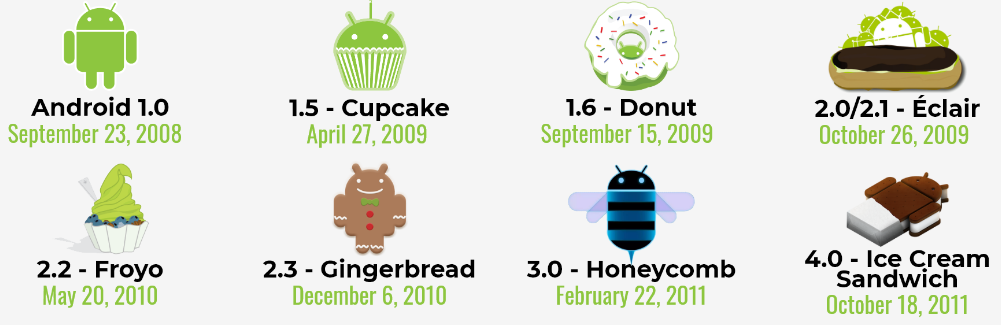 Android 1.0
September 23, 2008
1.5 - Cupcake
April 27, 2009
1.6 - Donut
September 15, 2009
2.0/2.1 - Éclair
October 26, 2009
2.2 - Froyo
May 20, 2010
2.3 - Gingerbread
December 6, 2010
3.0 - Honeycomb
February 22, 2011
4.0 - Ice Cream
Sandwich
October 18, 2011